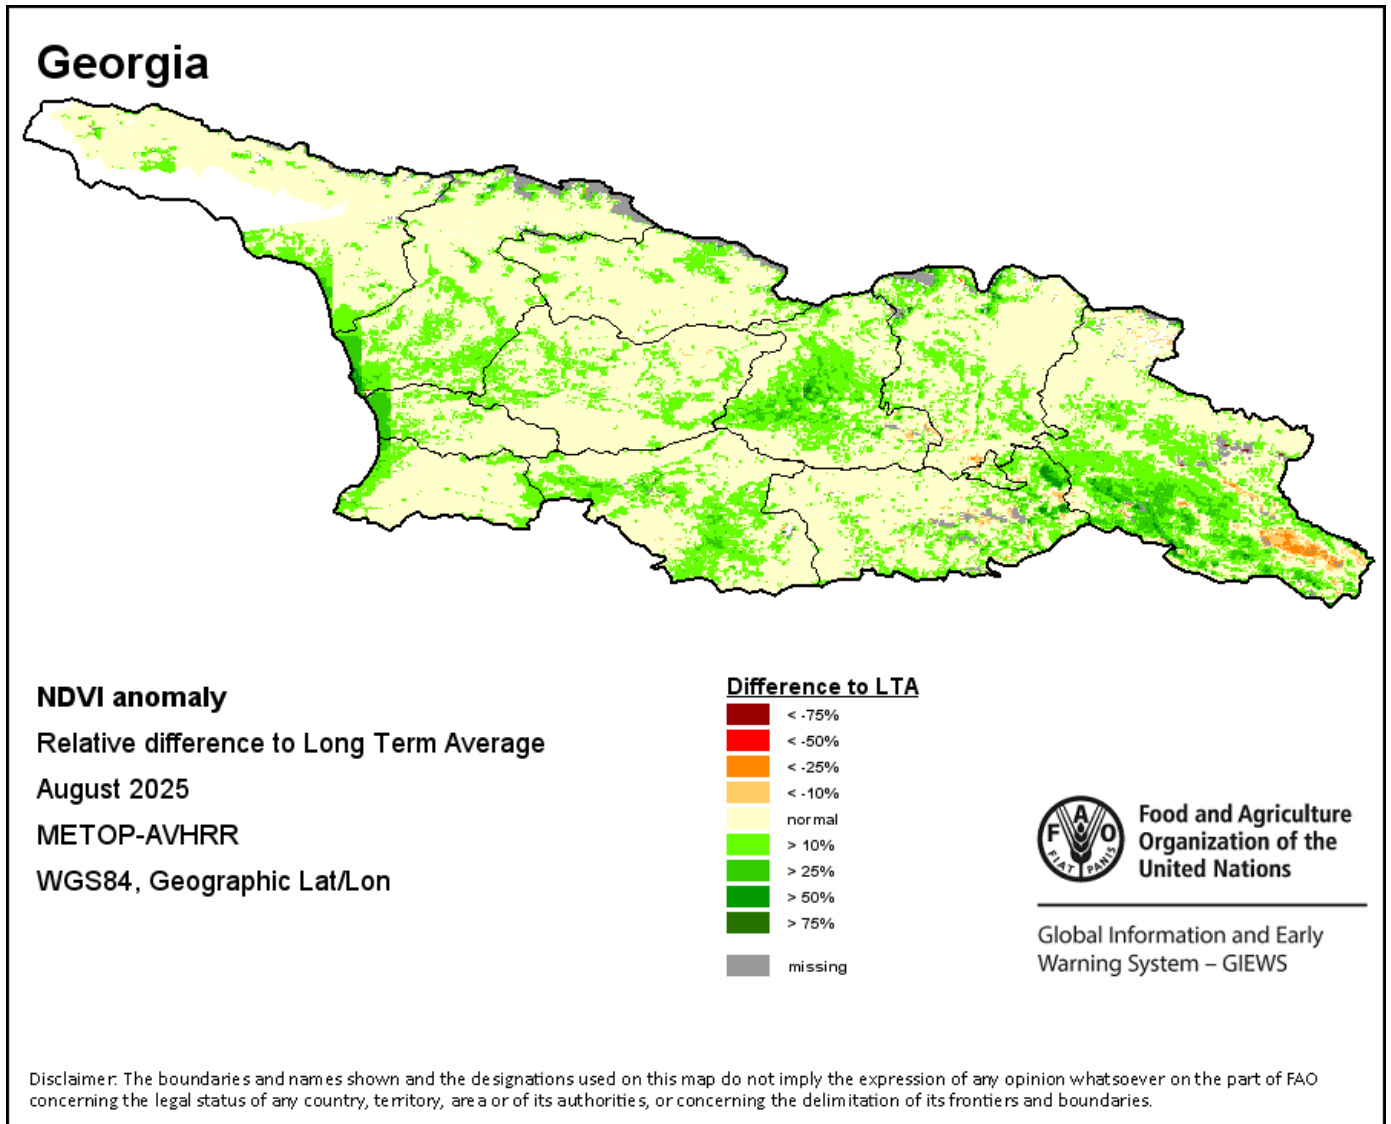 Georgia
NDVI anomaly
Relative difference to Long Term Average
August 2025
METOP-AVHRR
WGS84, Geographic Lat/Lon
Difference to LTA
< -75%
< -50%
< -25%
< -10%
normal
> 10%
> 25%
> 50%
> 75%
missing
F A O
FIAT PANIS
Food and Agriculture
Organization of the
United Nations
Global Information and Early
Warning System – GIEWS
Disclaimer: The boundaries and names shown and the designations used on this map do not imply the expression of any opinion whatsoever on the part of FAO
concerning the legal status of any country, territory, area or of its authorities, or concerning the delimitation of its frontiers and boundaries.